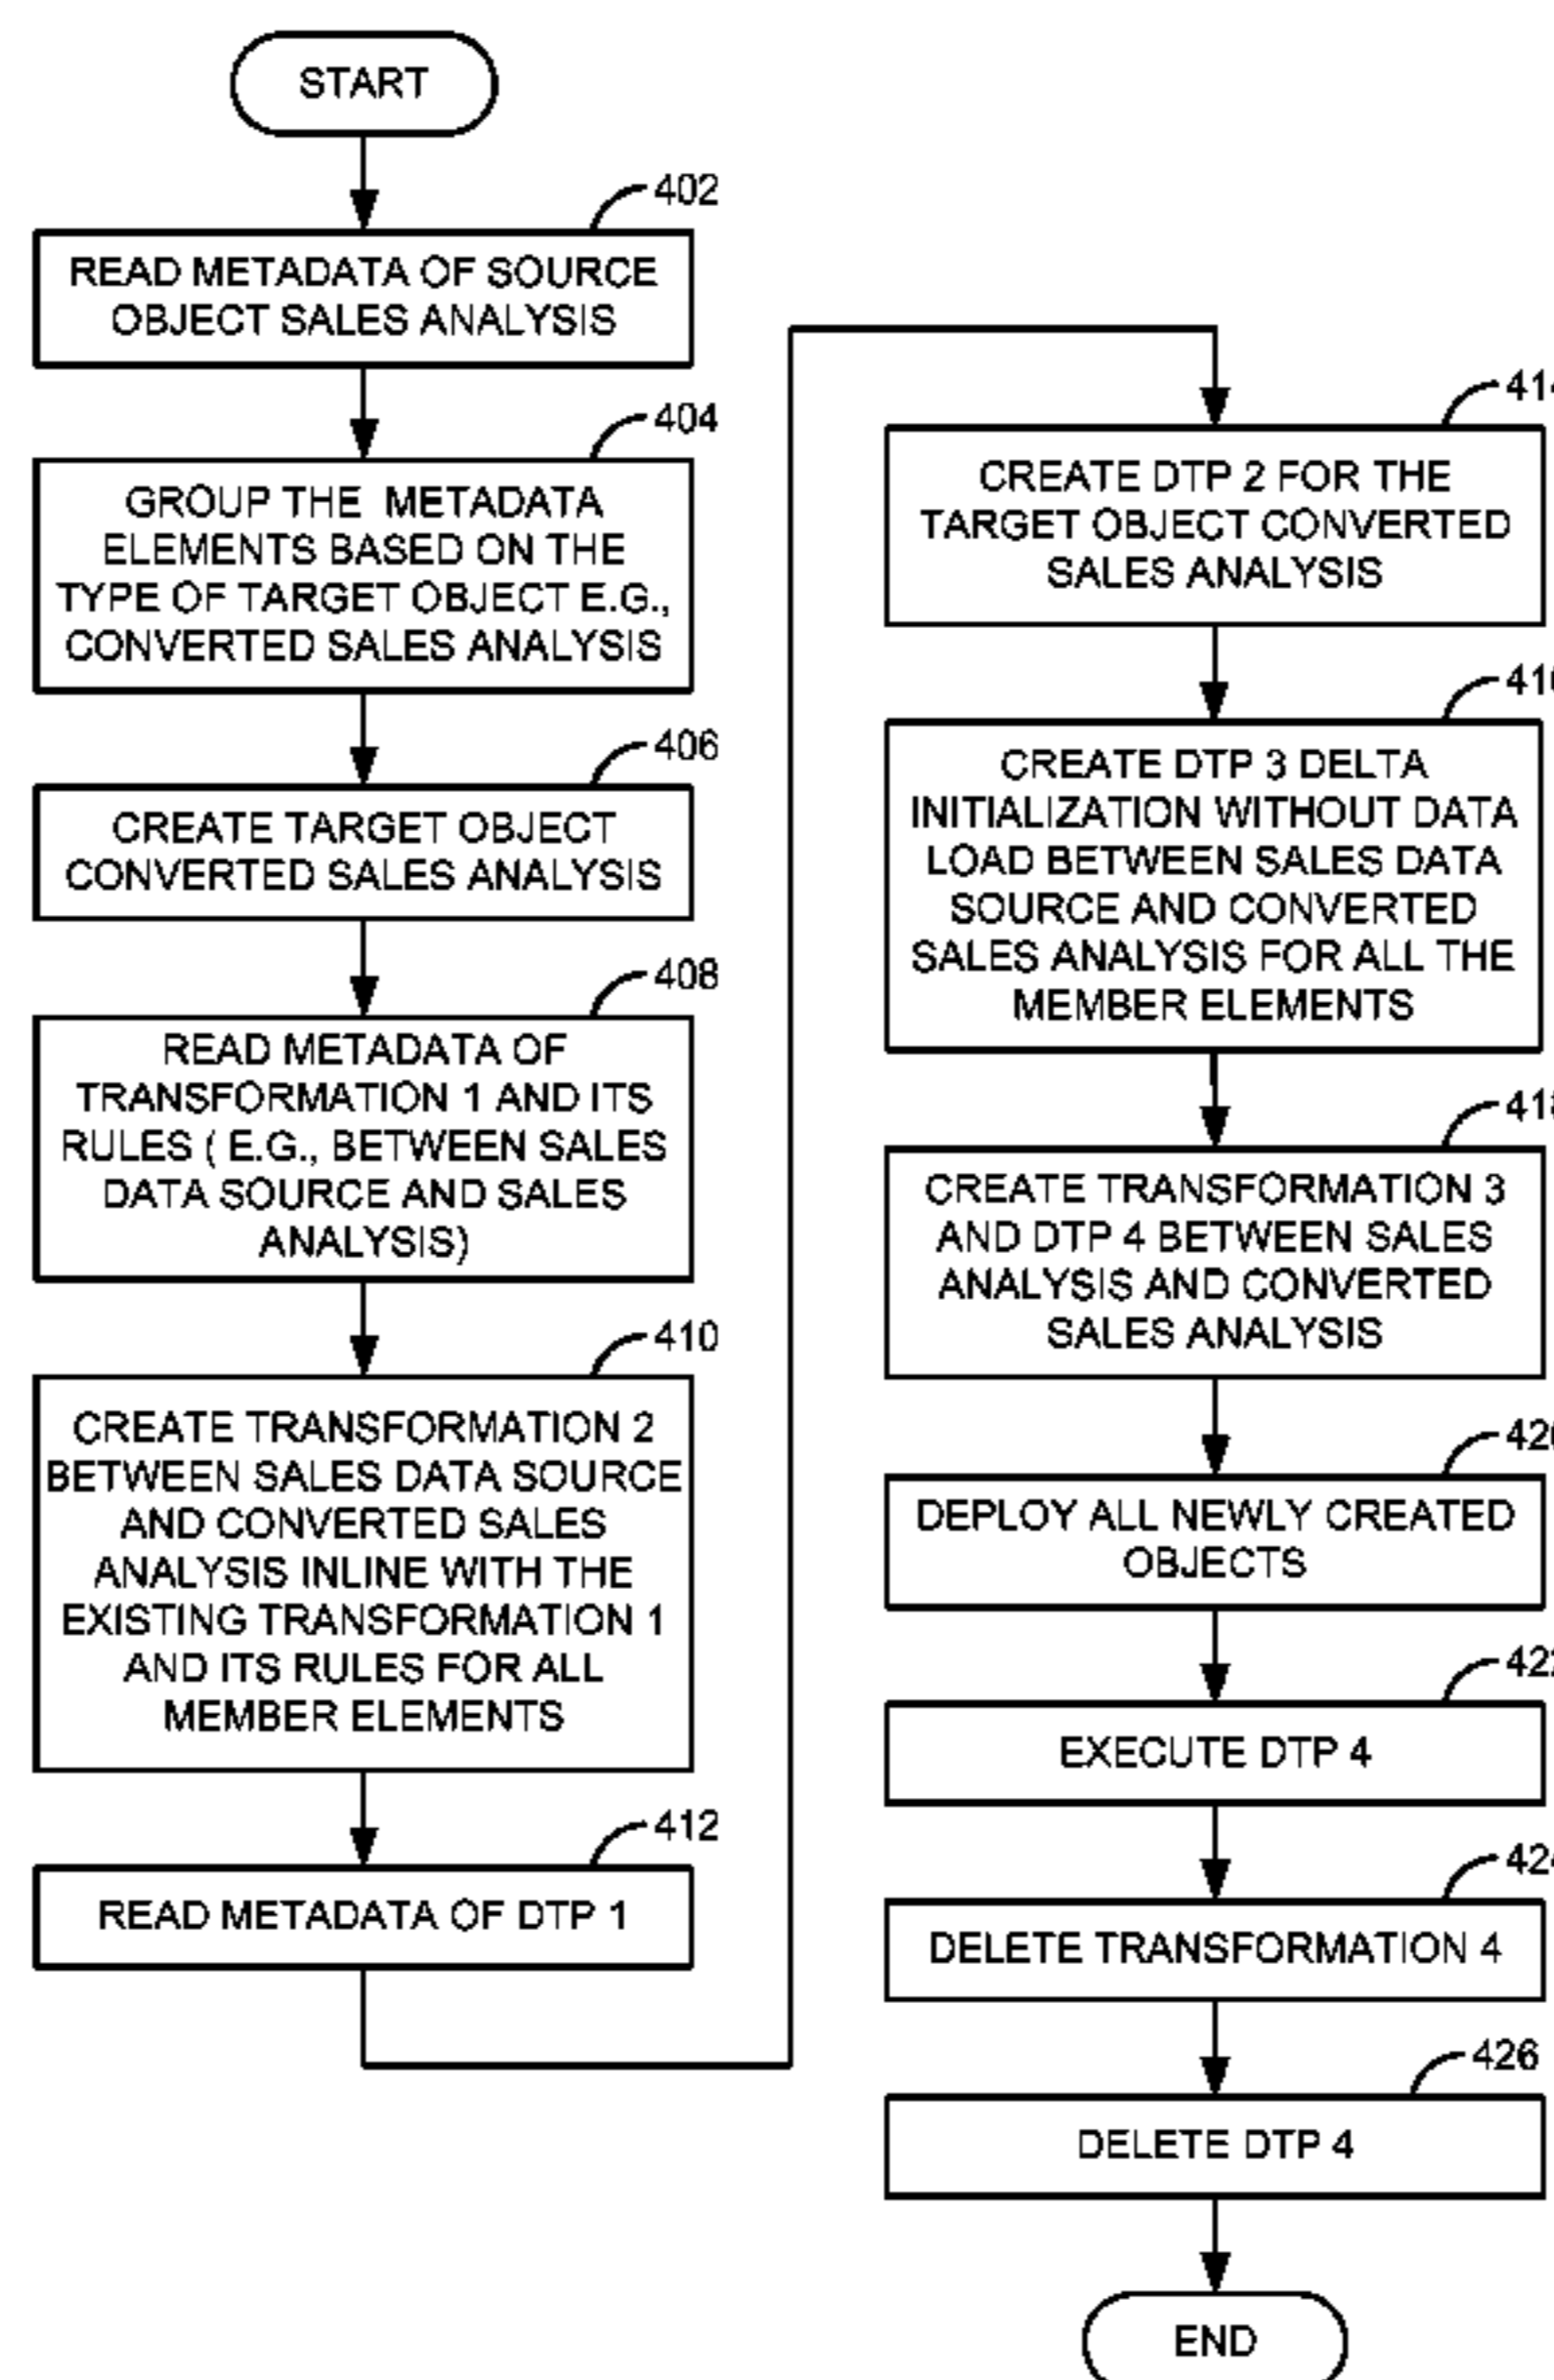 START
402
READ METADATA OF SOURCE
OBJECT SALES ANALYSIS
404
GROUP THE METADATA
ELEMENTS BASED ON THE
TYPE OF TARGET OBJECT E.G.,
CONVERTED SALES ANALYSIS
406
CREATE TARGET OBJECT
CONVERTED SALES ANALYSIS
408
READ METADATA OF
TRANSFORMATION 1 AND ITS
RULES ( E.G., BETWEEN SALES
DATA SOURCE AND SALES
ANALYSIS)
410
CREATE TRANSFORMATION 2
BETWEEN SALES DATA SOURCE
AND CONVERTED SALES
ANALYSIS INLINE WITH THE
EXISTING TRANSFORMATION 1
AND ITS RULES FOR ALL
MEMBER ELEMENTS
412
READ METADATA OF DTP 1
CREATE DTP 2 FOR THE
TARGET OBJECT CONVERTED
SALES ANALYSIS
CREATE DTP 3 DELTA
INITIALIZATION WITHOUT DATA
LOAD BETWEEN SALES DATA
SOURCE AND CONVERTED
SALES ANALYSIS FOR ALL THE
MEMBER ELEMENTS
CREATE TRANSFORMATION 3
AND DTP 4 BETWEEN SALES
ANALYSIS AND CONVERTED
SALES ANALYSIS
DEPLOY ALL NEWLY CREATED
OBJECTS
EXECUTE DTP 4
DELETE TRANSFORMATION 4
426
DELETE DTP 4
END